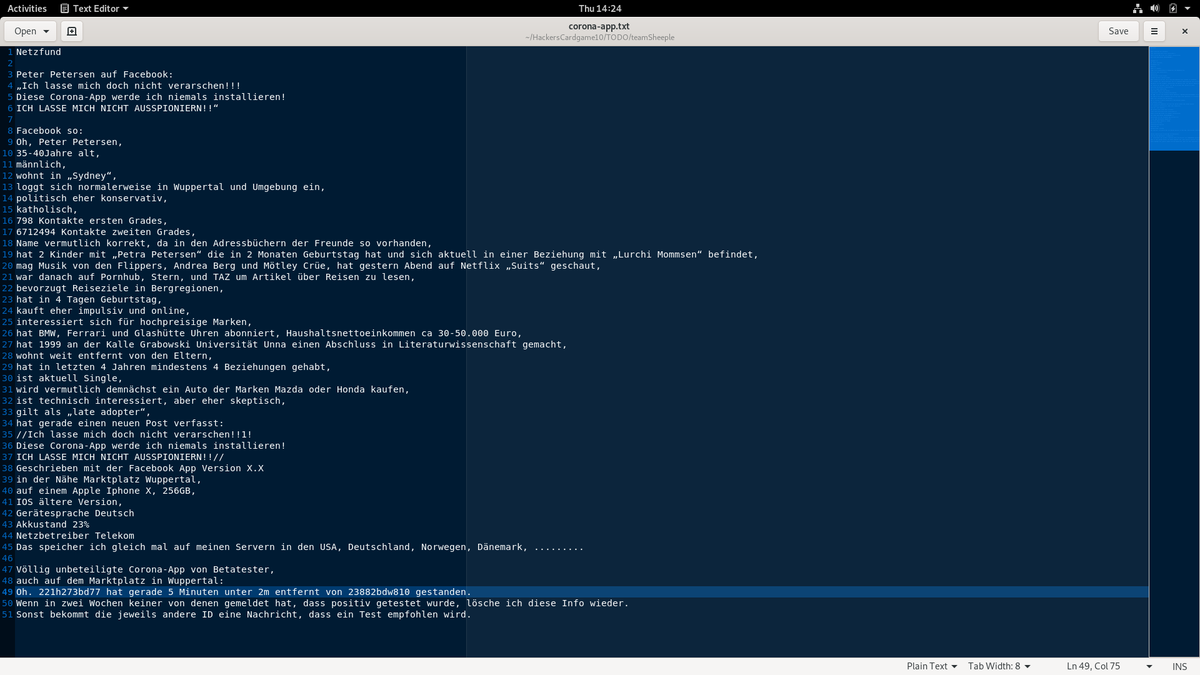 Activities Text Editor Thu 14:24
Open corona-app.txt Save
~/HackersCardgame10/TODO/teamSheeple
1 Netzfund
2
3 Peter Petersen auf Facebook:
4 „Ich lasse mich doch nicht verarschen!!!
5 Diese Corona-App werde ich niemals installieren!
6 ICH LASSE MICH NICHT AUSSPIONIERN!!“
7
8 Facebook so:
9 Oh, Peter Petersen,
10 35-40Jahre alt,
11 männlich,
12 wohnt in „Sydney“,
13 loggt sich normalerweise in Wuppertal und Umgebung ein,
14 politisch eher konservativ,
15 katholisch,
16 798 Kontakte ersten Grades,
17 6712494 Kontakte zweiten Grades,
18 Name vermutlich korrekt, da in den Adressbüchern der Freunde so vorhanden,
19 hat 2 Kinder mit „Petra Petersen“ die in 2 Monaten Geburtstag hat und sich aktuell in einer Beziehung mit „Lurchi Mommsen“ befindet,
20 mag Musik von den Flippers, Andrea Berg und Mötley Crüe, hat gestern Abend auf Netflix „Suits“ geschaut,
21 war danach auf Pornhub, Stern, und TAZ um Artikel über Reisen zu lesen,
22 bevorzugt Reiseziele in Bergregionen,
23 hat in 4 Tagen Geburtstag,
24 kauft eher impulsiv und online,
25 interessiert sich für hochpreisige Marken,
26 hat BMW, Ferrari und Glashütte Uhren abonniert, Haushaltsnettoeinkommen ca 30-50.000 Euro,
27 hat 1999 an der Kalle Grabowski Universität Unna einen Abschluss in Literaturwissenschaft gemacht,
28 wohnt weit entfernt von den Eltern,
29 hat in letzten 4 Jahren mindestens 4 Beziehungen gehabt,
30 ist aktuell Single,
31 wird vermutlich demnächst ein Auto der Marken Mazda oder Honda kaufen,
32 ist technisch interessiert, aber eher skeptisch,
33 gilt als „late adopter“,
34 hat gerade einen neuen Post verfasst:
35 //Ich lasse mich doch nicht verarschen!!1!
36 Diese Corona-App werde ich niemals installieren!
37 ICH LASSE MICH NICHT AUSSPIONIERN!!//
38 Geschrieben mit der Facebook App Version X.X
39 in der Nähe Marktplatz Wuppertal,
40 auf einem Apple Iphone X, 256GB,
41 IOS ältere Version,
42 Gerätesprache Deutsch
43 Akkustand 23%
44 Netzbetreiber Telekom
45 Das speicher ich gleich mal auf meinen Servern in den USA, Deutschland, Norwegen, Dänemark, .........
46
47 Völlig unbeteiligte Corona-App von Betatester,
48 auch auf dem Marktplatz in Wuppertal:
49 Oh. 221h273bd77 hat gerade 5 Minuten unter 2m entfernt von 23882bdw810 gestanden.
50 Wenn in zwei Wochen keiner von denen gemeldet hat, dass positiv getestet wurde, lösche ich diese Info wieder.
51 Sonst bekommt die jeweils andere ID eine Nachricht, dass ein Test empfohlen wird.
Plain Text Tab Width: 8 Ln 49, Col 75 INS